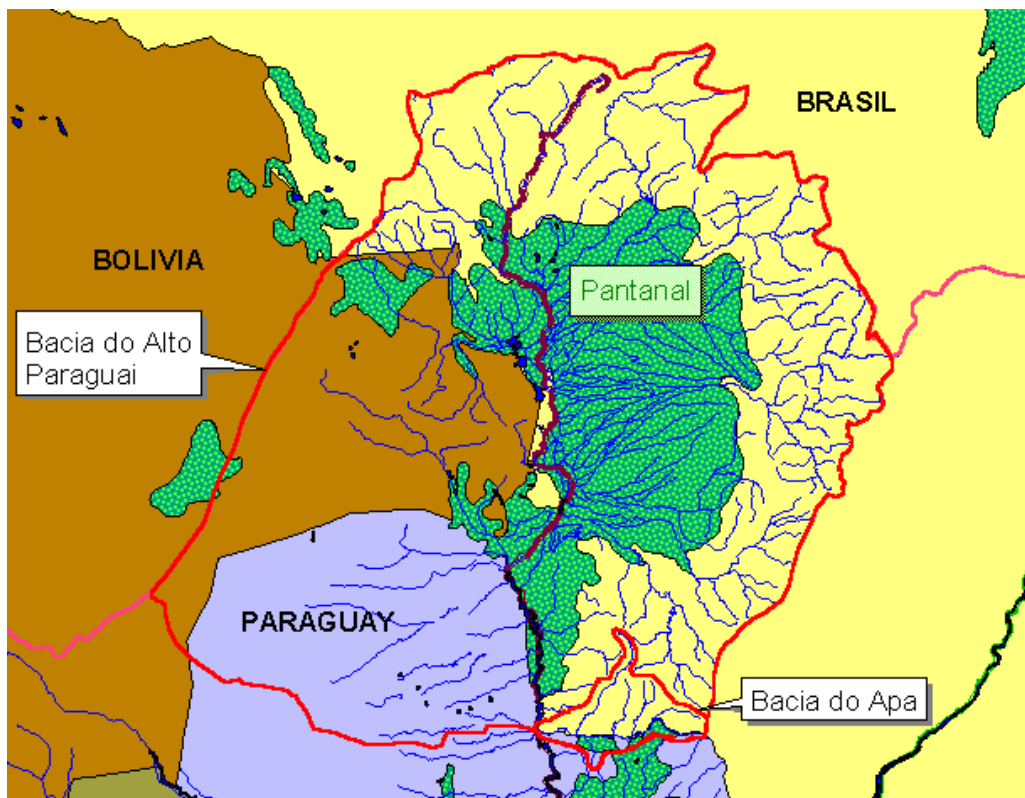 BRASIL
BOLIVIA
Pantanal
Bacia do Alto
Paraguai
PARAGUAY
Bacia do Apa